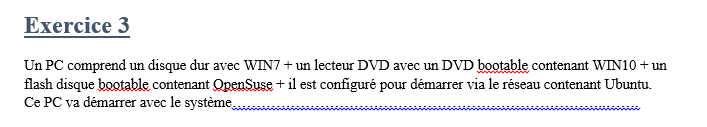 Exercice 3
Un PC comprend un disque dur avec WIN7 + un lecteur DVD avec un DVD bootable contenant WIN10 + un
flash disque bootable contenant OpenSuse + il est configuré pour démarrer via le réseau contenant Ubuntu.
Ce PC va démarrer avec le système...............................................................................................